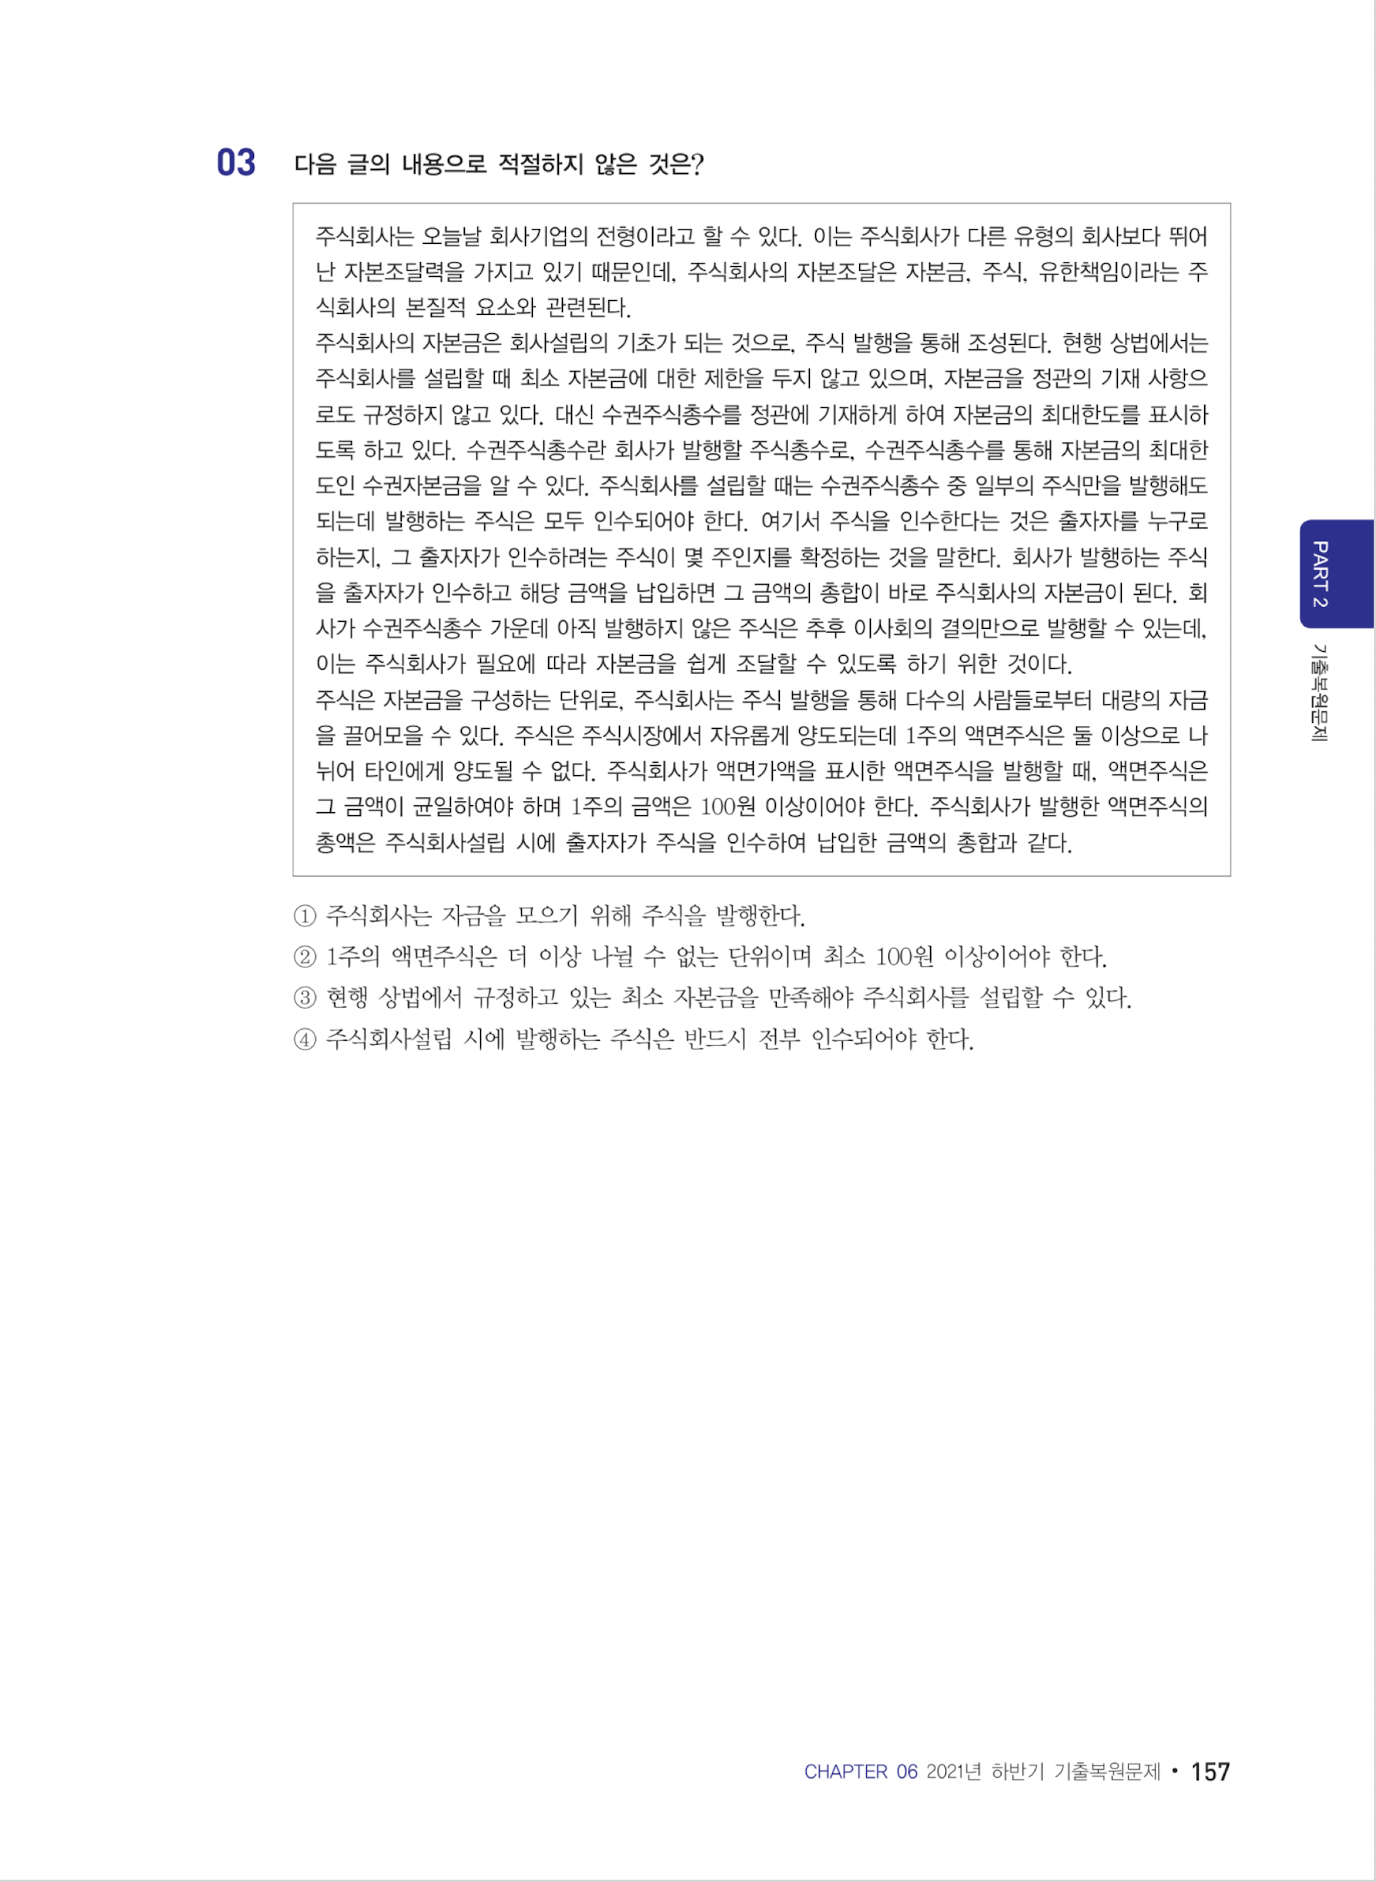 03 다음 글의 내용으로 적절하지 않은 것은?
주식회사는 오늘날 회사기업의 전형이라고 할 수 있다. 이는 주식회사가 다른 유형의 회사보다 뛰어
난 자본조달력을 가지고 있기 때문인데, 주식회사의 자본조달은 자본금, 주식, 유한책임이라는 주
식회사의 본질적 요소와 관련된다.
주식회사의 자본금은 회사설립의 기초가 되는 것으로, 주식 발행을 통해 조성된다. 현행 상법에서는
주식회사를 설립할 때 최소 자본금에 대한 제한을 두지 않고 있으며, 자본금을 정관의 기재 사항으
로도 규정하지 않고 있다. 대신 수권주식총수를 정관에 기재하게 하여 자본금의 최대한도를 표시하
도록 하고 있다. 수권주식총수란 회사가 발행할 주식총수로, 수권주식총수를 통해 자본금의 최대한
도인 수권자본금을 알 수 있다. 주식회사를 설립할 때는 수권주식총수 중 일부의 주식만을 발행해도
되는데 발행하는 주식은 모두 인수되어야 한다. 여기서 주식을 인수한다는 것은 출자자를 누구로
하는지, 그 출자자가 인수하려는 주식이 몇 주인지를 확정하는 것을 말한다. 회사가 발행하는 주식
을 출자자가 인수하고 해당 금액을 납입하면 그 금액의 총합이 바로 주식회사의 자본금이 된다. 회
사가 수권주식총수 가운데 아직 발행하지 않은 주식은 추후 이사회의 결의만으로 발행할 수 있는데,
이는 주식회사가 필요에 따라 자본금을 쉽게 조달할 수 있도록 하기 위한 것이다.
주식은 자본금을 구성하는 단위로, 주식회사는 주식 발행을 통해 다수의 사람들로부터 대량의 자금
을 끌어모을 수 있다. 주식은 주식시장에서 자유롭게 양도되는데 1주의 액면주식은 둘 이상으로 나
뉘어 타인에게 양도될 수 없다. 주식회사가 액면가액을 표시한 액면주식을 발행할 때, 액면주식은
그 금액이 균일하여야 하며 1주의 금액은 100원 이상이어야 한다. 주식회사가 발행한 액면주식의
총액은 주식회사설립 시에 출자자가 주식을 인수하여 납입한 금액의 총합과 같다.
① 주식회사는 자금을 모으기 위해 주식을 발행한다.
② 1주의 액면주식은 더 이상 나뉠 수 없는 단위이며 최소 100원 이상이어야 한다.
③ 현행 상법에서 규정하고 있는 최소 자본금을 만족해야 주식회사를 설립할 수 있다.
④ 주식회사설립 시에 발행하는 주식은 반드시 전부 인수되어야 한다.
PART 2
기출복원문제
CHAPTER 06 2021년 하반기 기출복원문제 • 157